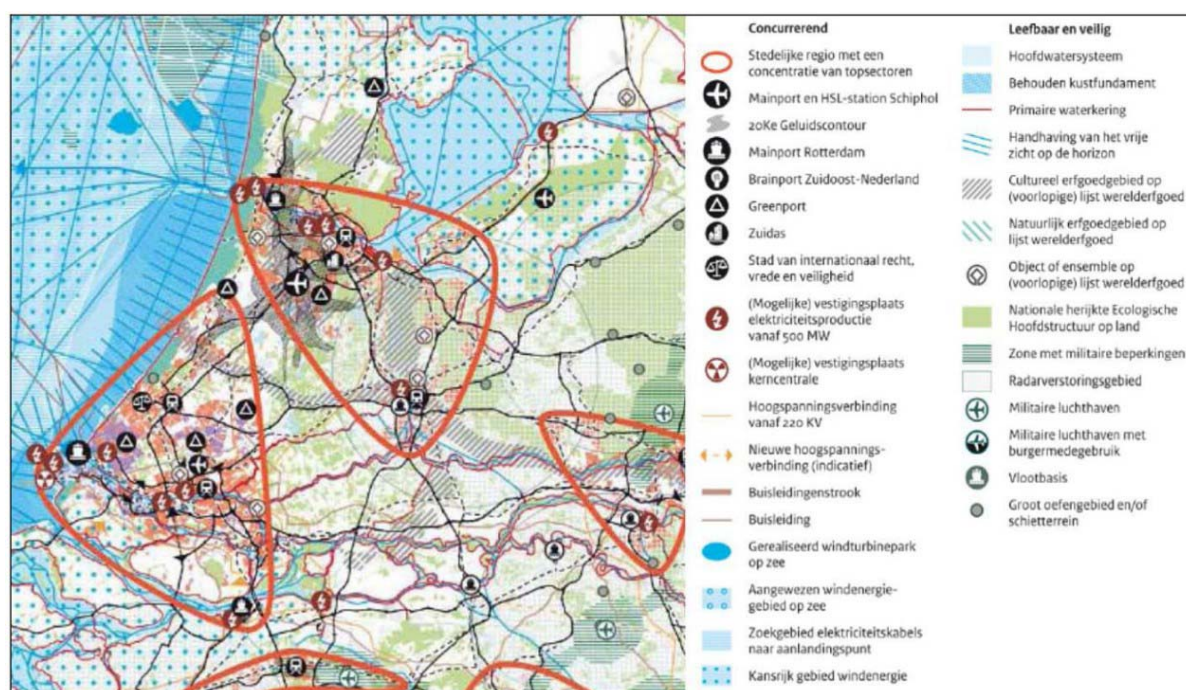 Concurrerend
Stedelijke regio met een
concentratie van topsectoren
Mainport en HSL-station Schiphol
20Ke Geluidscontour
Mainport Rotterdam
Brainport Zuidoost-Nederland
Greenport
Zuidas
Stad van internationaal recht,
vrede en veiligheid
(Mogelijke) vestigingsplaats
elektriciteitsproductie
vanaf 500 MW
(Mogelijke) vestigingsplaats
kerncentrale
Hoogspanningsverbinding
vanaf 220 KV
Nieuwe hoogspannings-
verbinding (indicatief)
Buisleidingenstrook
Buisleiding
Gerealiseerd windturbinepark
op zee
Aangewezen windenergie-
gebied op zee
Zoekgebied elektriciteitskabels
naar aanlandingspunt
Kansrijk gebied windenergie
Leefbaar en veilig
Hoofdwatersysteem
Behouden kustfundament
Primaire waterkering
Handhaving van het vrije
zicht op de horizon
Cultureel erfgoedgebied op
(voorlopige) lijst werelderfgoed
Natuurlijk erfgoedgebied op
lijst werelderfgoed
Object of ensemble op
(voorlopige) lijst werelderfgoed
Nationale herijkte Ecologische
Hoofdstructuur op land
Zone met militaire beperkingen
Radarverstoringsgebied
Militaire luchthaven
Militaire luchthaven met
burgermedegebruik
Vlootbasis
Groot oefengebied en/of
schietterrein